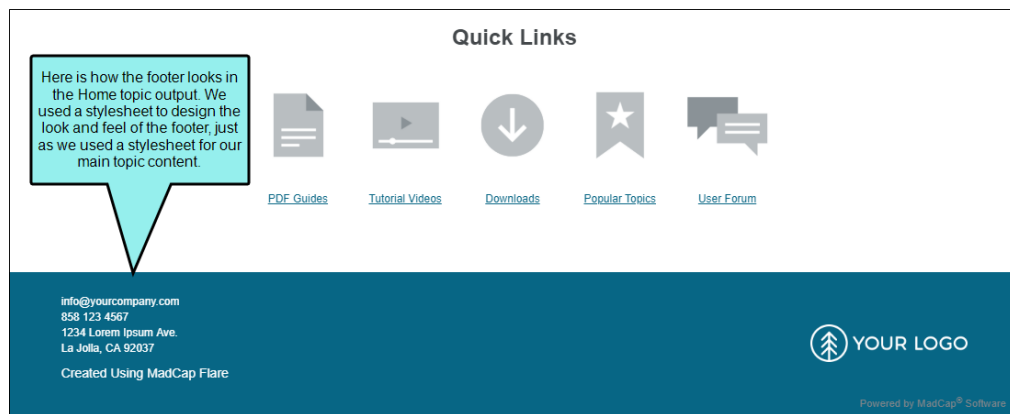 Quick Links
Here is how the footer looks in
the Home topic output. We
used a stylesheet to design the
look and feel of the footer, just
as we used a stylesheet for our
main topic content.
PDF Guides
Tutorial Videos
Downloads
Popular Topics
User Forum
info@yourcompany.com
858 123 4567
1234 Lorem Ipsum Ave.
La Jolla, CA 92037
Created Using MadCap Flare
YOUR LOGO
Powered by MadCap® Software